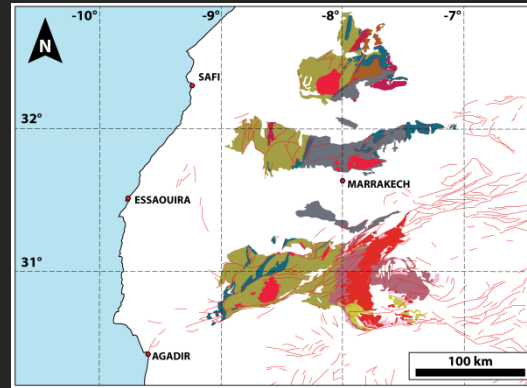 -10° -9° -8° -7°
N
SAFI
32°
MARRAKECH
ESSAOUIRA
31°
AGADIR
100 km